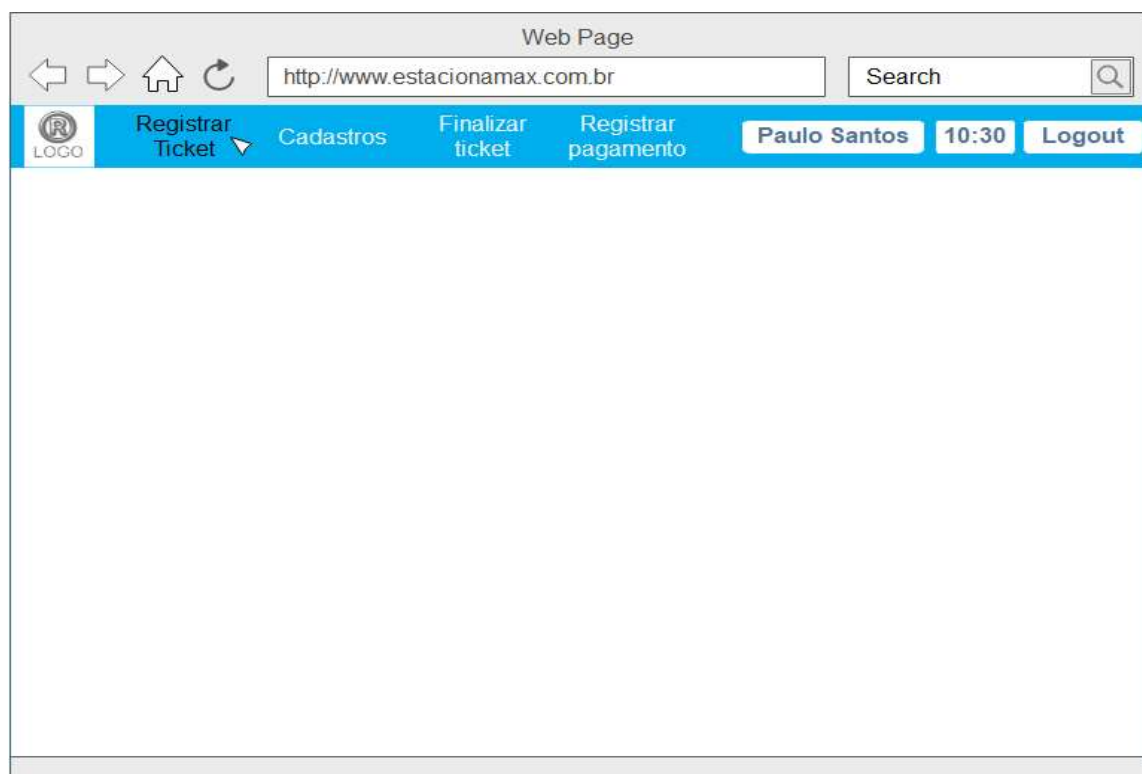 Web Page
http://www.estacionamax.com.br
Search
® LOGO
Registrar
Ticket
Cadastros
Finalizar
ticket
Registrar
pagamento
Paulo Santos
10:30
Logout